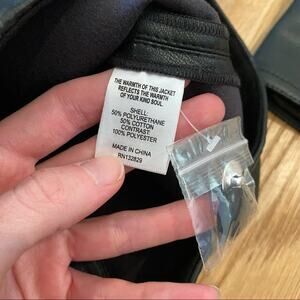 THE WARMTH OF THIS JACKET
REFLECTS THE WARMTH
OF YOUR KIND SOUL.
SHELL:
50% POLYURETHANE
50% COTTON
CONTRAST:
100% POLYESTER
MADE IN CHINA
RN132829